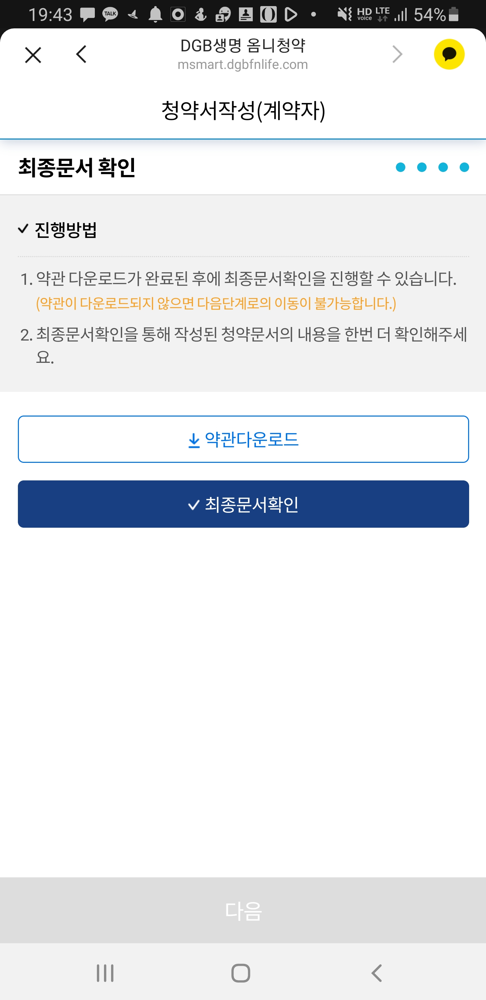 19:43 TALK HD voice LTE 54%
DGB생명 옴니청약
msmart.dgbfnlife.com
청약서작성(계약자)
최종문서 확인
진행방법
1. 약관 다운로드가 완료된 후에 최종문서확인을 진행할 수 있습니다.
(약관이 다운로드되지 않으면 다음단계로의 이동이 불가능합니다.)
2. 최종문서확인을 통해 작성된 청약문서의 내용을 한번 더 확인해주세
요.
약관다운로드
최종문서확인
다음